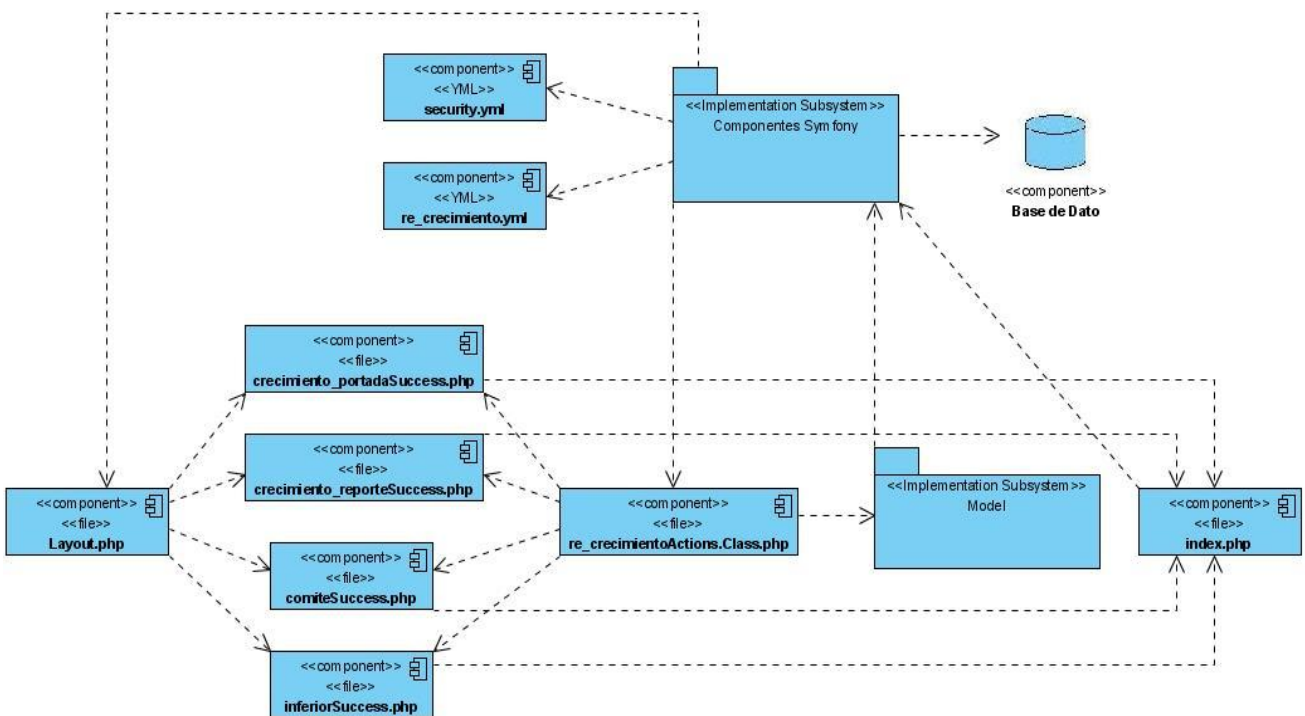 <<component>>
<<YML>>
security.yml
<<Implementation Subsystem>>
Componentes Symfony
<<component>>
Base de Dato
<<component>>
<<YML>>
re_crecimiento.yml
<<component>>
<<file>>
crecimiento_portadaSuccess.php
<<component>>
<<file>>
crecimiento_reporteSuccess.php
<<component>>
<<file>>
Layout.php
<<component>>
<<file>>
re_crecimientoActions.Class.php
<<Implementation Subsystem>>
Model
<<component>>
<<file>>
index.php
<<component>>
<<file>>
comiteSuccess.php
<<component>>
<<file>>
inferiorSuccess.php